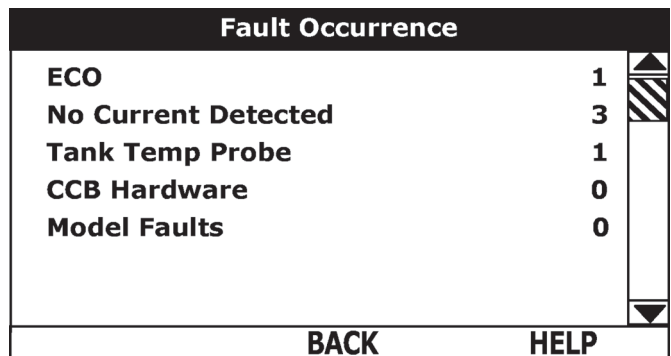 Fault Occurrence
ECO 1
No Current Detected 3
Tank Temp Probe 1
CCB Hardware 0
Model Faults 0
BACK HELP